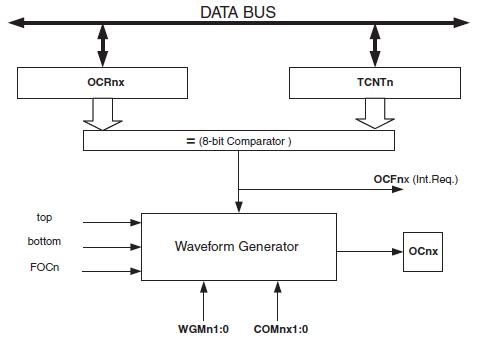 DATA BUS
OCRnx
TCNTn
= (8-bit Comparator )
OCFnx (Int.Req.)
top
bottom
FOCn
Waveform Generator
OCnx
WGMn1:0
COMnx1:0